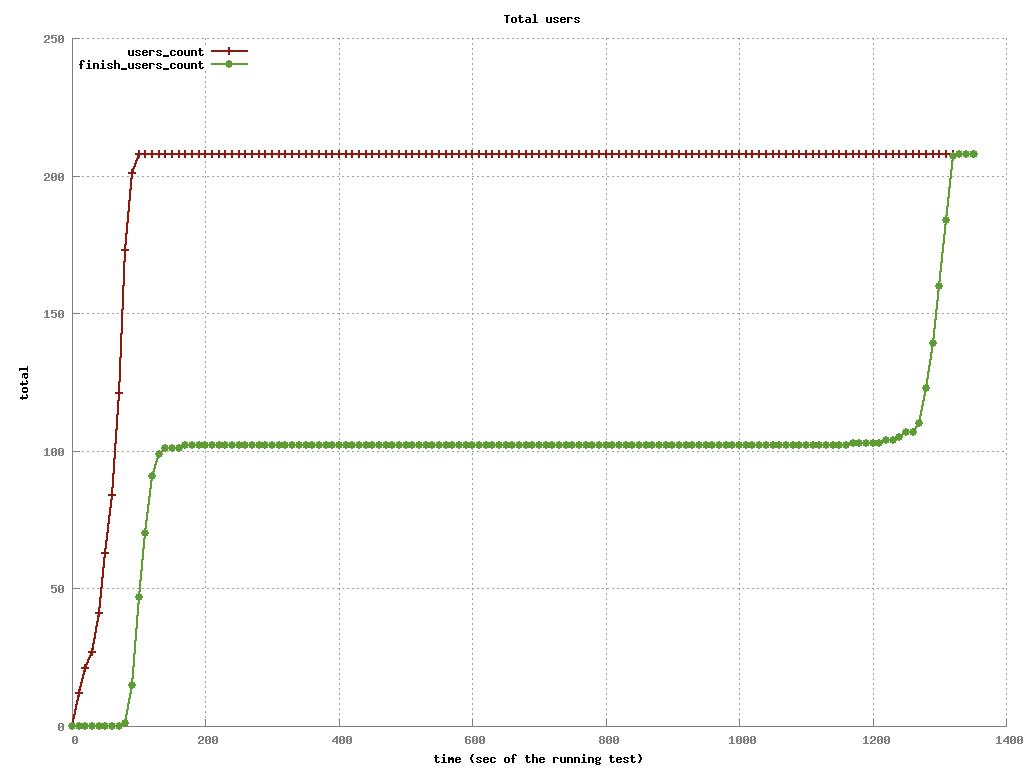 Total users
users_count
finish_users_count
250
200
150
100
50
0
total
0 200 400 600 800 1000 1200 1400
time (sec of the running test)